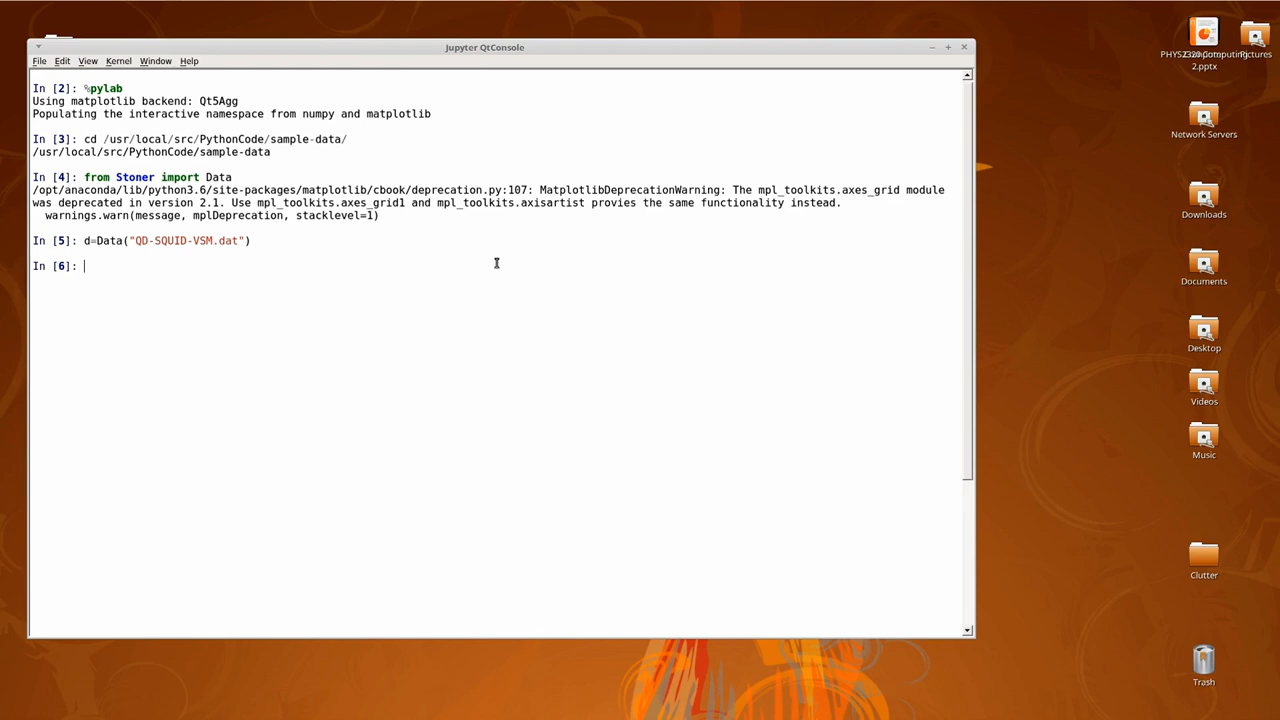 Jupyter QtConsole
File Edit View Kernel Window Help
In [2]: %pylab
Using matplotlib backend: Qt5Agg
Populating the interactive namespace from numpy and matplotlib
In [3]: cd /usr/local/src/PythonCode/sample-data/
/usr/local/src/PythonCode/sample-data
In [4]: from Stoner import Data
/opt/anaconda/lib/python3.6/site-packages/matplotlib/cbook/deprecation.py:107: MatplotlibDeprecationWarning: The mpl_toolkits.axes_grid module
was deprecated in version 2.1. Use mpl_toolkits.axes_grid1 and mpl_toolkits.axisartist provies the same functionality instead.
warnings.warn(message, mplDeprecation, stacklevel=1)
In [5]: d=Data("QD-SQUID-VSM.dat")
In [6]:
2.pptx
Network Servers
Downloads
Documents
Desktop
Videos
Music
Clutter
Trash